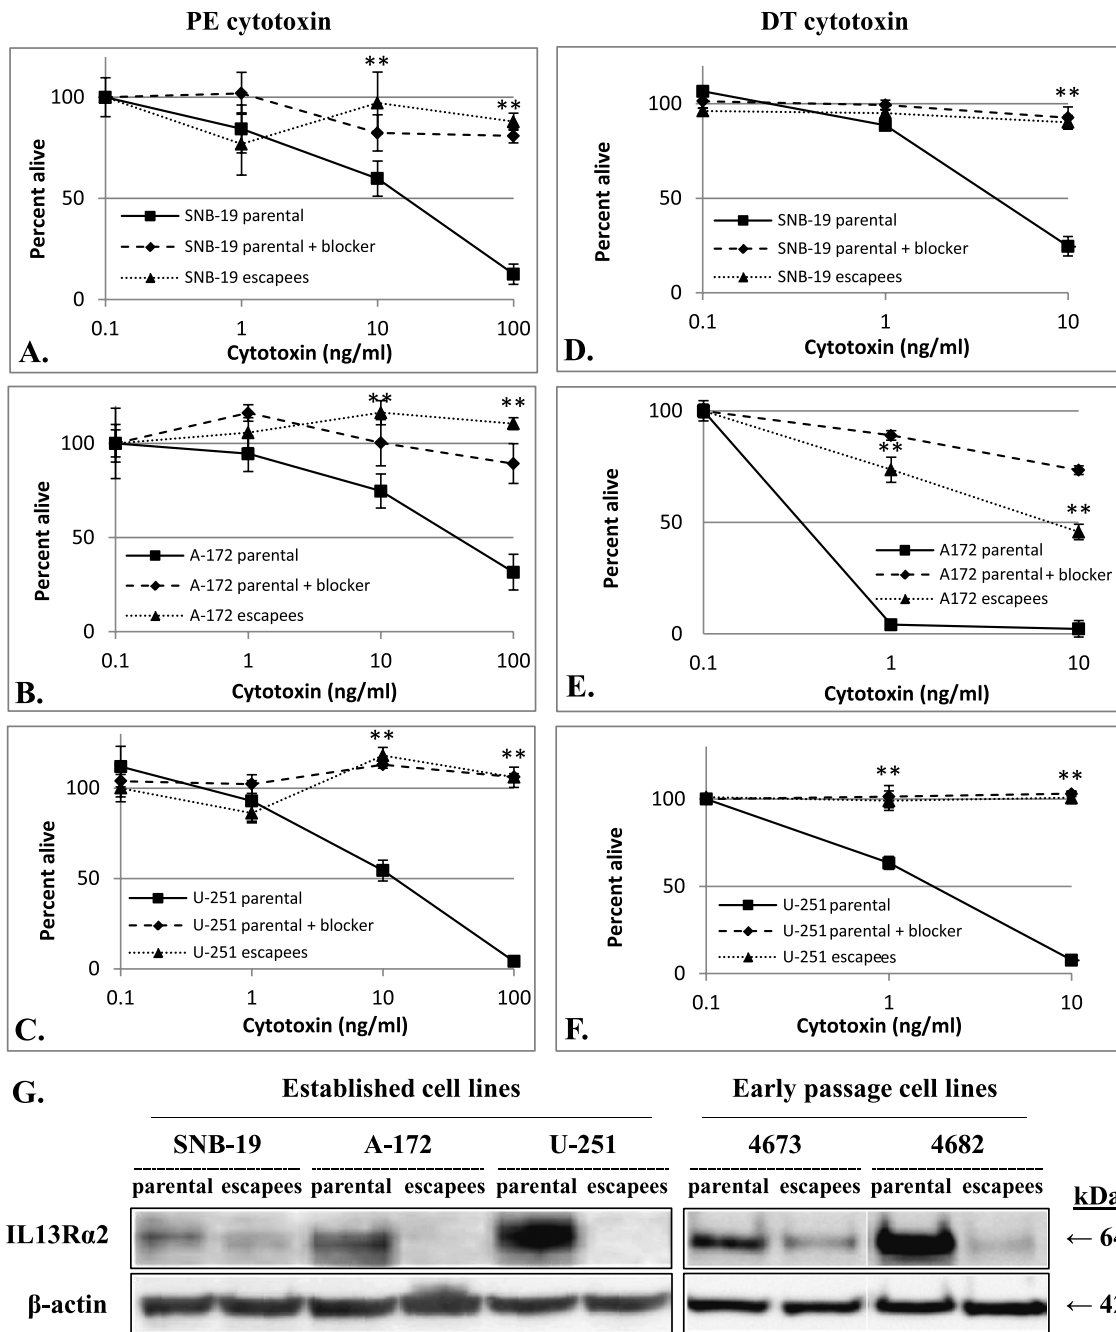 PE cytotoxin
DT cytotoxin
**
**
100
50
0
Percent alive
SNB-19 parental
SNB-19 parental + blocker
SNB-19 escapees
0.1 1 10 100
Cytotoxin (ng/ml)
A.
**
100
50
0
Percent alive
SNB-19 parental
SNB-19 parental + blocker
SNB-19 escapees
0.1 1 10
Cytotoxin (ng/ml)
D.
**
**
100
50
0
Percent alive
A-172 parental
A-172 parental + blocker
A-172 escapees
0.1 1 10 100
Cytotoxin (ng/ml)
B.
**
**
100
50
0
Percent alive
A172 parental
A172 parental + blocker
A172 escapees
0.1 1 10
Cytotoxin (ng/ml)
E.
**
**
100
50
0
Percent alive
U-251 parental
U-251 parental + blocker
U-251 escapees
0.1 1 10 100
Cytotoxin (ng/ml)
C.
**
**
100
50
0
Percent alive
U-251 parental
U-251 parental + blocker
U-251 escapees
0.1 1 10
Cytotoxin (ng/ml)
F.
G.
Established cell lines Early passage cell lines
SNB-19 A-172 U-251 4673 4682
parental escapees parental escapees parental escapees parental escapees parental escapees
kDa
IL13Rα2 ← 64
β-actin ← 42